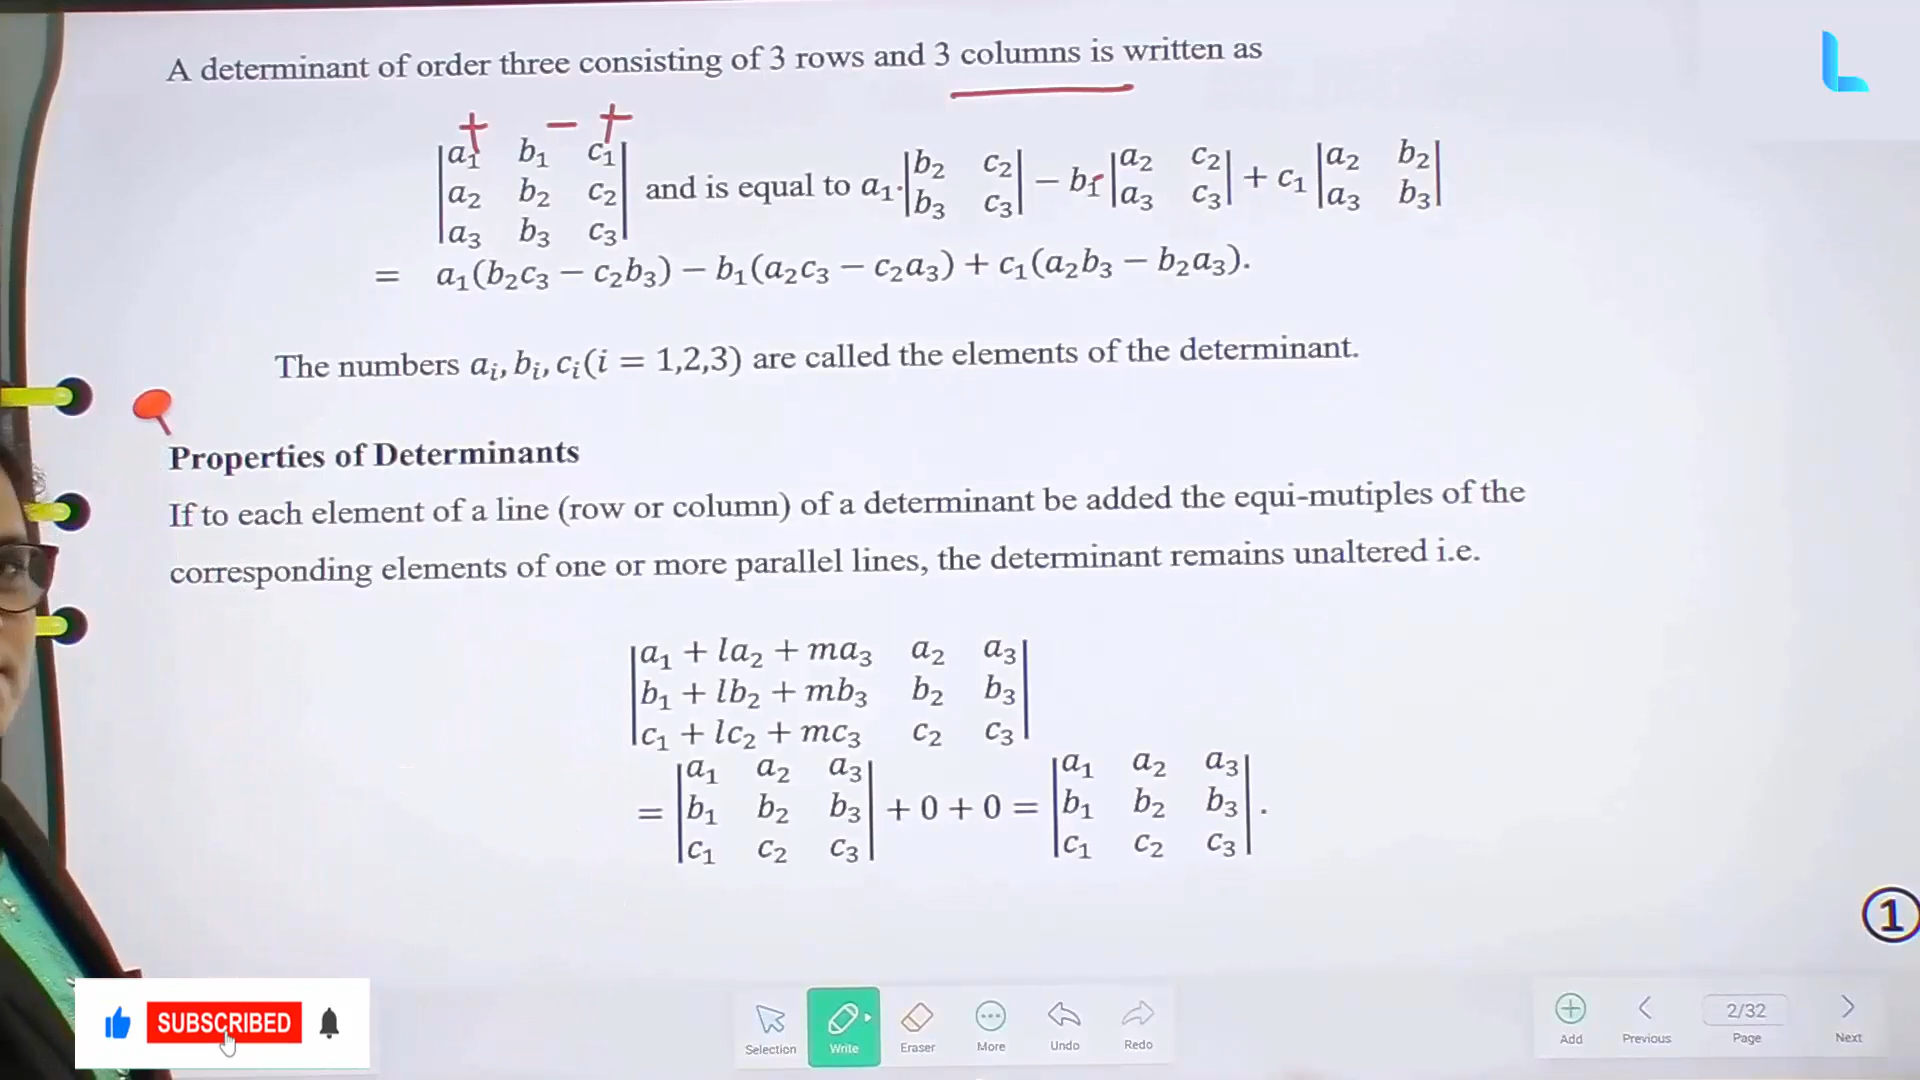 A determinant of order three consisting of 3 rows and 3 columns is written as
+ − +
|a₁ b₁ c₁|
|a₂ b₂ c₂| and is equal to a₁·|b₂ c₂; b₃ c₃| − b₁|a₂ c₂; a₃ c₃| + c₁|a₂ b₂; a₃ b₃|
|a₃ b₃ c₃|
= a₁(b₂c₃ − c₂b₃) − b₁(a₂c₃ − c₂a₃) + c₁(a₂b₃ − b₂a₃).
The numbers aᵢ, bᵢ, cᵢ(i = 1,2,3) are called the elements of the determinant.
Properties of Determinants
If to each element of a line (row or column) of a determinant be added the equi-mutiples of the
corresponding elements of one or more parallel lines, the determinant remains unaltered i.e.
|a₁ + la₂ + ma₃ a₂ a₃|
|b₁ + lb₂ + mb₃ b₂ b₃|
|c₁ + lc₂ + mc₃ c₂ c₃|
|a₁ a₂ a₃| |a₁ a₂ a₃|
= |b₁ b₂ b₃| + 0 + 0 = |b₁ b₂ b₃|.
|c₁ c₂ c₃| |c₁ c₂ c₃|
1
SUBSCRIBED
Selection Write Eraser More Undo Redo
Add Previous 2/32 Page Next